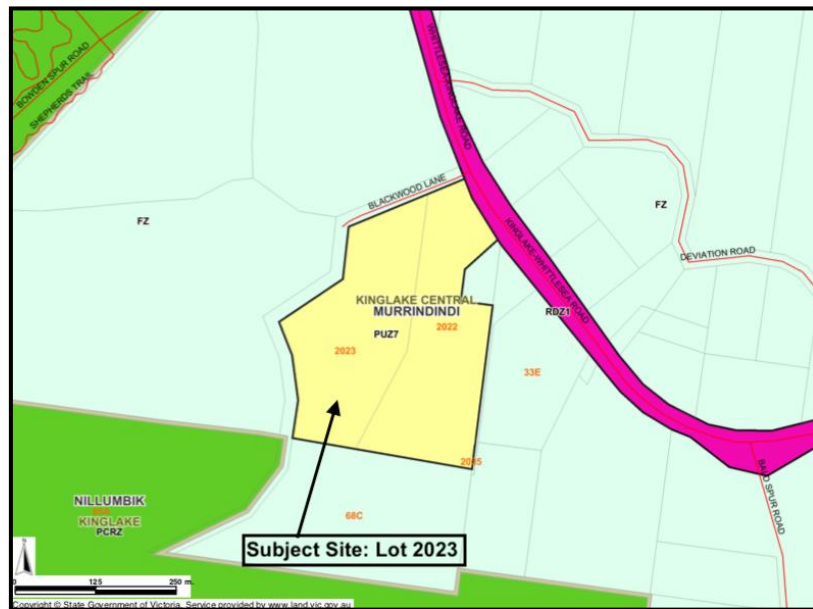 BOWDEN SPUR ROAD
SHEPHERDS TRAIL
WHITTLESEA-KINGLAKE ROAD
BLACKWOOD LANE
FZ
FZ
DEVIATION ROAD
KINGLAKE-WHITTLESEA ROAD
KINGLAKE CENTRAL
MURRINDINDI
PUZ7
2022
2023
RDZ1
33E
2045
BALD SPUR ROAD
NILLUMBIK
KINGLAKE
PCRZ
68C
Subject Site: Lot 2023
0 125 250 m.
Copyright © State Government of Victoria. Service provided by www.land.vic.gov.au